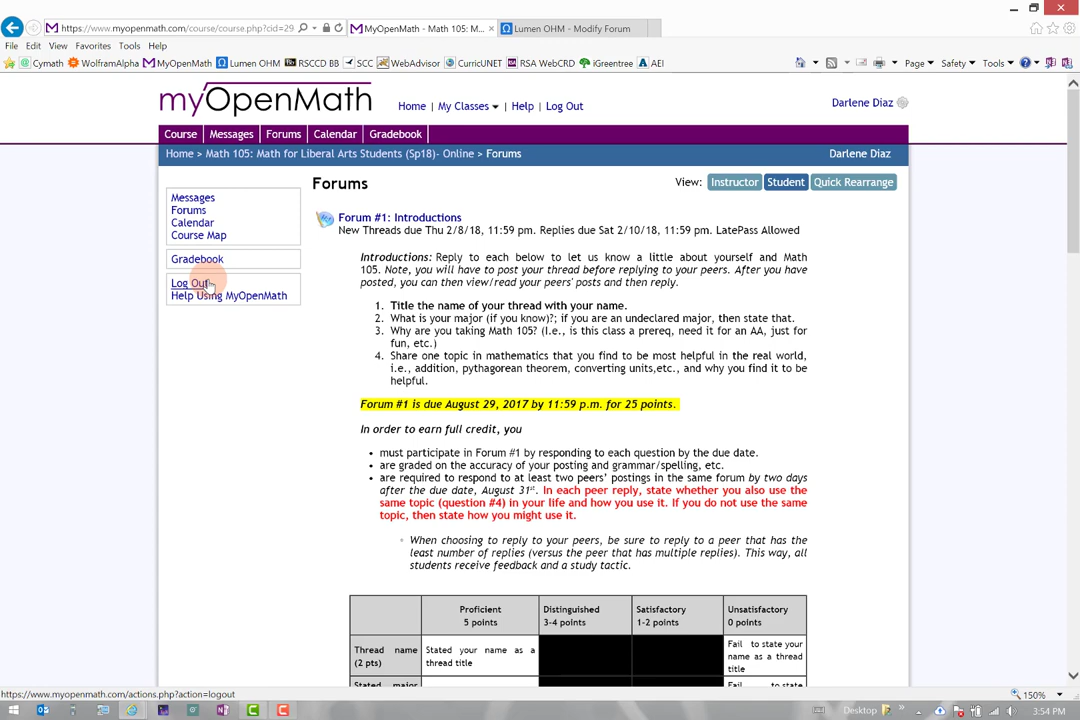 https://www.myopenmath.com/course/course.php?cid=29
MyOpenMath - Math 105: M...
Lumen OHM - Modify Forum
File Edit View Favorites Tools Help
Cymath WolframAlpha MyOpenMath Lumen OHM RSCCD BB SCC WebAdvisor CurricUNET RSA WebCRD iGreentree AEI
Page Safety Tools
myOpenMath
Home | My Classes | Help | Log Out
Darlene Diaz
Course Messages Forums Calendar Gradebook
Home > Math 105: Math for Liberal Arts Students (Sp18)- Online > Forums
Darlene Diaz
Messages
Forums
Calendar
Course Map
Gradebook
Log Out
Help Using MyOpenMath
Forums
View: Instructor Student Quick Rearrange
Forum #1: Introductions
New Threads due Thu 2/8/18, 11:59 pm. Replies due Sat 2/10/18, 11:59 pm. LatePass Allowed
Introductions: Reply to each below to let us know a little about yourself and Math
105. Note, you will have to post your thread before replying to your peers. After you have
posted, you can then view/read your peers' posts and then reply.
1. Title the name of your thread with your name.
2. What is your major (if you know)?; if you are an undeclared major, then state that.
3. Why are you taking Math 105? (I.e., is this class a prereq, need it for an AA, just for
fun, etc.)
4. Share one topic in mathematics that you find to be most helpful in the real world,
i.e., addition, pythagorean theorem, converting units,etc., and why you find it to be
helpful.
Forum #1 is due August 29, 2017 by 11:59 p.m. for 25 points.
In order to earn full credit, you
• must participate in Forum #1 by responding to each question by the due date.
• are graded on the accuracy of your posting and grammar/spelling, etc.
• are required to respond to at least two peers' postings in the same forum by two days
after the due date, August 31st. In each peer reply, state whether you also use the
same topic (question #4) in your life and how you use it. If you do not use the same
topic, then state how you might use it.
When choosing to reply to your peers, be sure to reply to a peer that has the
least number of replies (versus the peer that has multiple replies). This way, all
students receive feedback and a study tactic.
Proficient
5 points
Distinguished
3-4 points
Satisfactory
1-2 points
Unsatisfactory
0 points
Thread name
(2 pts)
Stated your name as a
thread title
Fail to state your
name as a thread
title
Stated major
Fail to state
https://www.myopenmath.com/actions.php?action=logout
150%
Desktop
3:54 PM